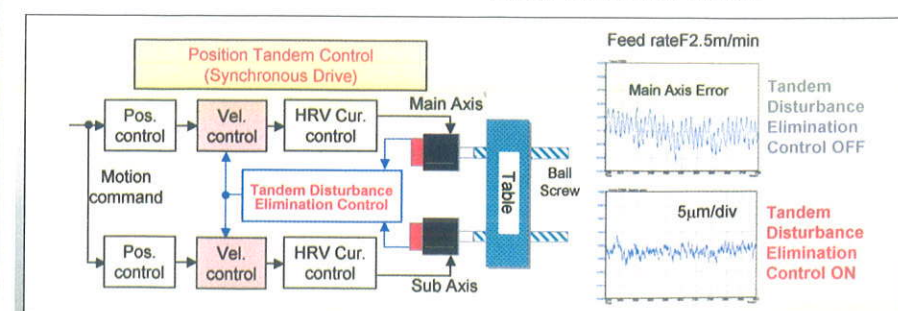 Position Tandem Control
(Synchronous Drive)
Feed rateF2.5m/min
Main Axis
Pos.
control
Vel.
control
HRV Cur.
control
Motion
command
Tandem Disturbance
Elimination Control
Table
Ball
Screw
Pos.
control
Vel.
control
HRV Cur.
control
Sub Axis
Main Axis Error
Tandem
Disturbance
Elimination
Control OFF
5μm/div
Tandem
Disturbance
Elimination
Control ON